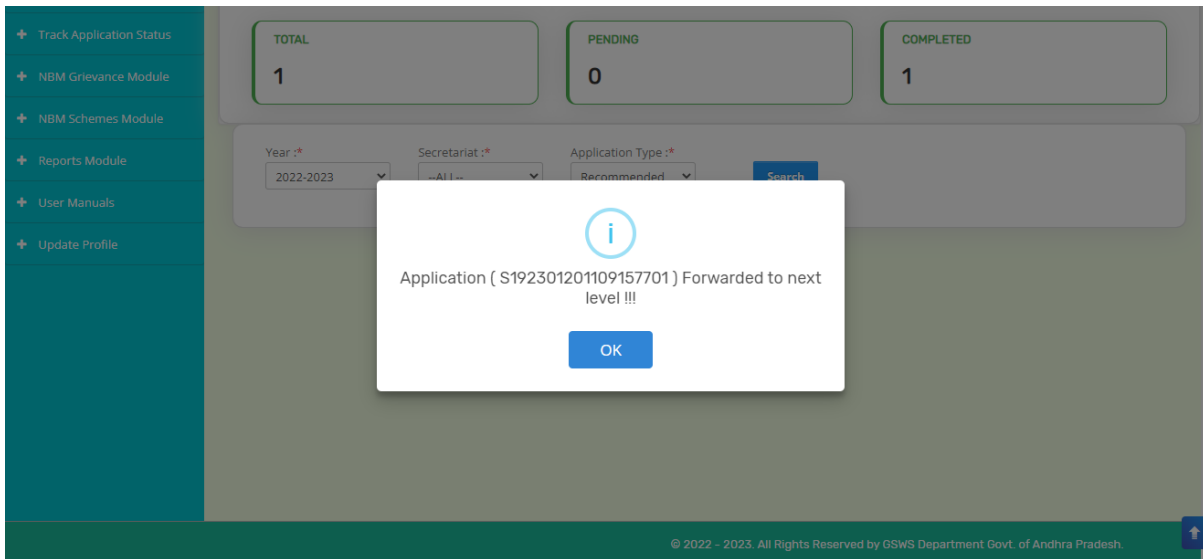 Track Application Status
NBM Grievance Module
NBM Schemes Module
Reports Module
User Manuals
Update Profile
TOTAL
1
PENDING
0
COMPLETED
1
Year :*
2022-2023
Secretariat :*
--ALL--
Application Type :*
Recommended
Search
i
Application ( S192301201109157701 ) Forwarded to next
level !!!
OK
© 2022 - 2023. All Rights Reserved by GSWS Department Govt. of Andhra Pradesh.